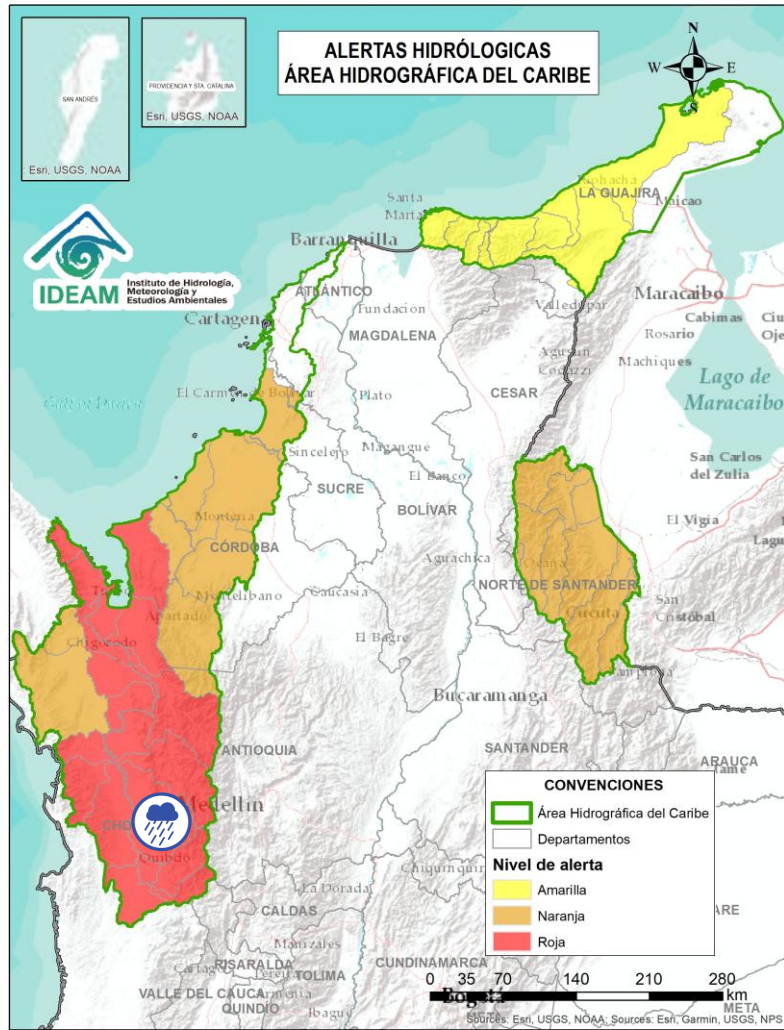 ALERTAS HIDRÓLOGICAS
ÁREA HIDROGRÁFICA DEL CARIBE
N
W E
S
SAN ANDRÉS
Esri, USGS, NOAA
PROVIDENCIA Y STA. CATALINA
Esri, USGS, NOAA
IDEAM
Instituto de Hidrología,
Meteorología y
Estudios Ambientales
Santa
Marta
LA GUAJIRA
Maicao
Barranquilla
ATLÁNTICO
Fundación
Valledupar
Maracaibo
Cabimas
Rosario
Machiques
MAGDALENA
Agustín
Codazzi
CESAR
Lago de
Maracaibo
El Carmen de Bolívar
Plato
Sincelejo
Magangue
El Banco
San Carlos
del Zulia
SUCRE
BOLÍVAR
Montería
CÓRDOBA
El Vigía
Aguachica
Ocaña
NORTE DE SANTANDER
Montelíbano
Caucasia
Apartadó
Cúcuta
San
Cristóbal
Chigorodó
El Bagre
Bucaramanga
ANTIOQUIA
SANTANDER
ARAUCA
Medellín
Quibdó
La Dorada
CALDAS
Manizales
RISARALDA
TOLIMA
CUNDINAMARCA
VALLE DEL CAUCA
QUINDÍO
Ibagué
Bogotá
META
META
CONVENCIONES
Área Hidrográfica del Caribe
Departamentos
Nivel de alerta
Amarilla
Naranja
Roja
0 35 70 140 210 280
km
Sources: Esri, USGS, NOAA; Sources: Esri, Garmin, USGS, NPS